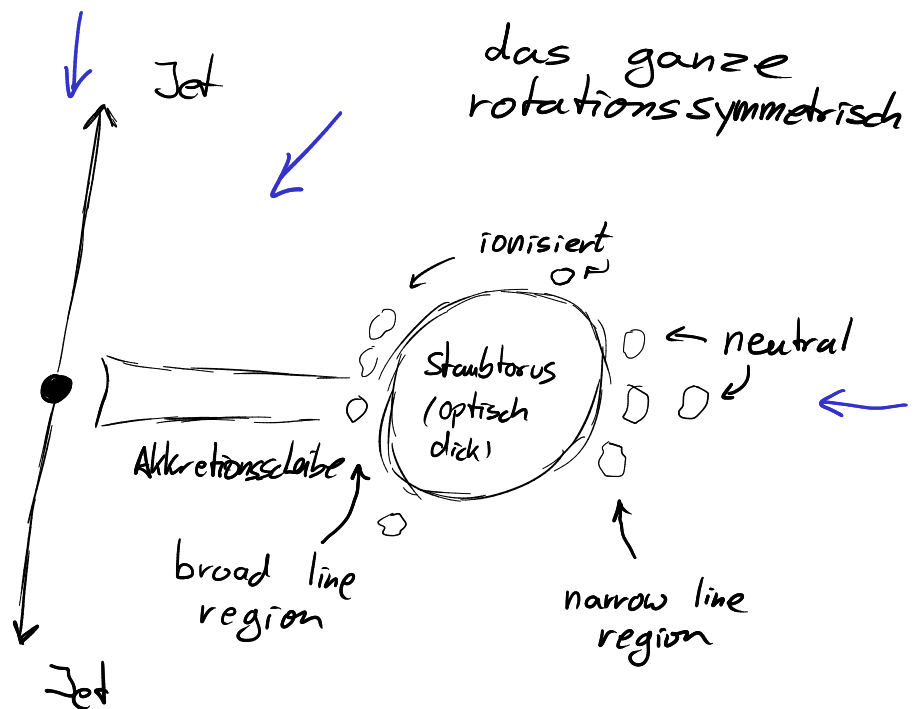 Jet
das ganze
rotationssymmetrisch
ionisiert
neutral
Staubtorus
(optisch
dick)
Akkretionsscheibe
broad line
region
narrow line
region
Jet